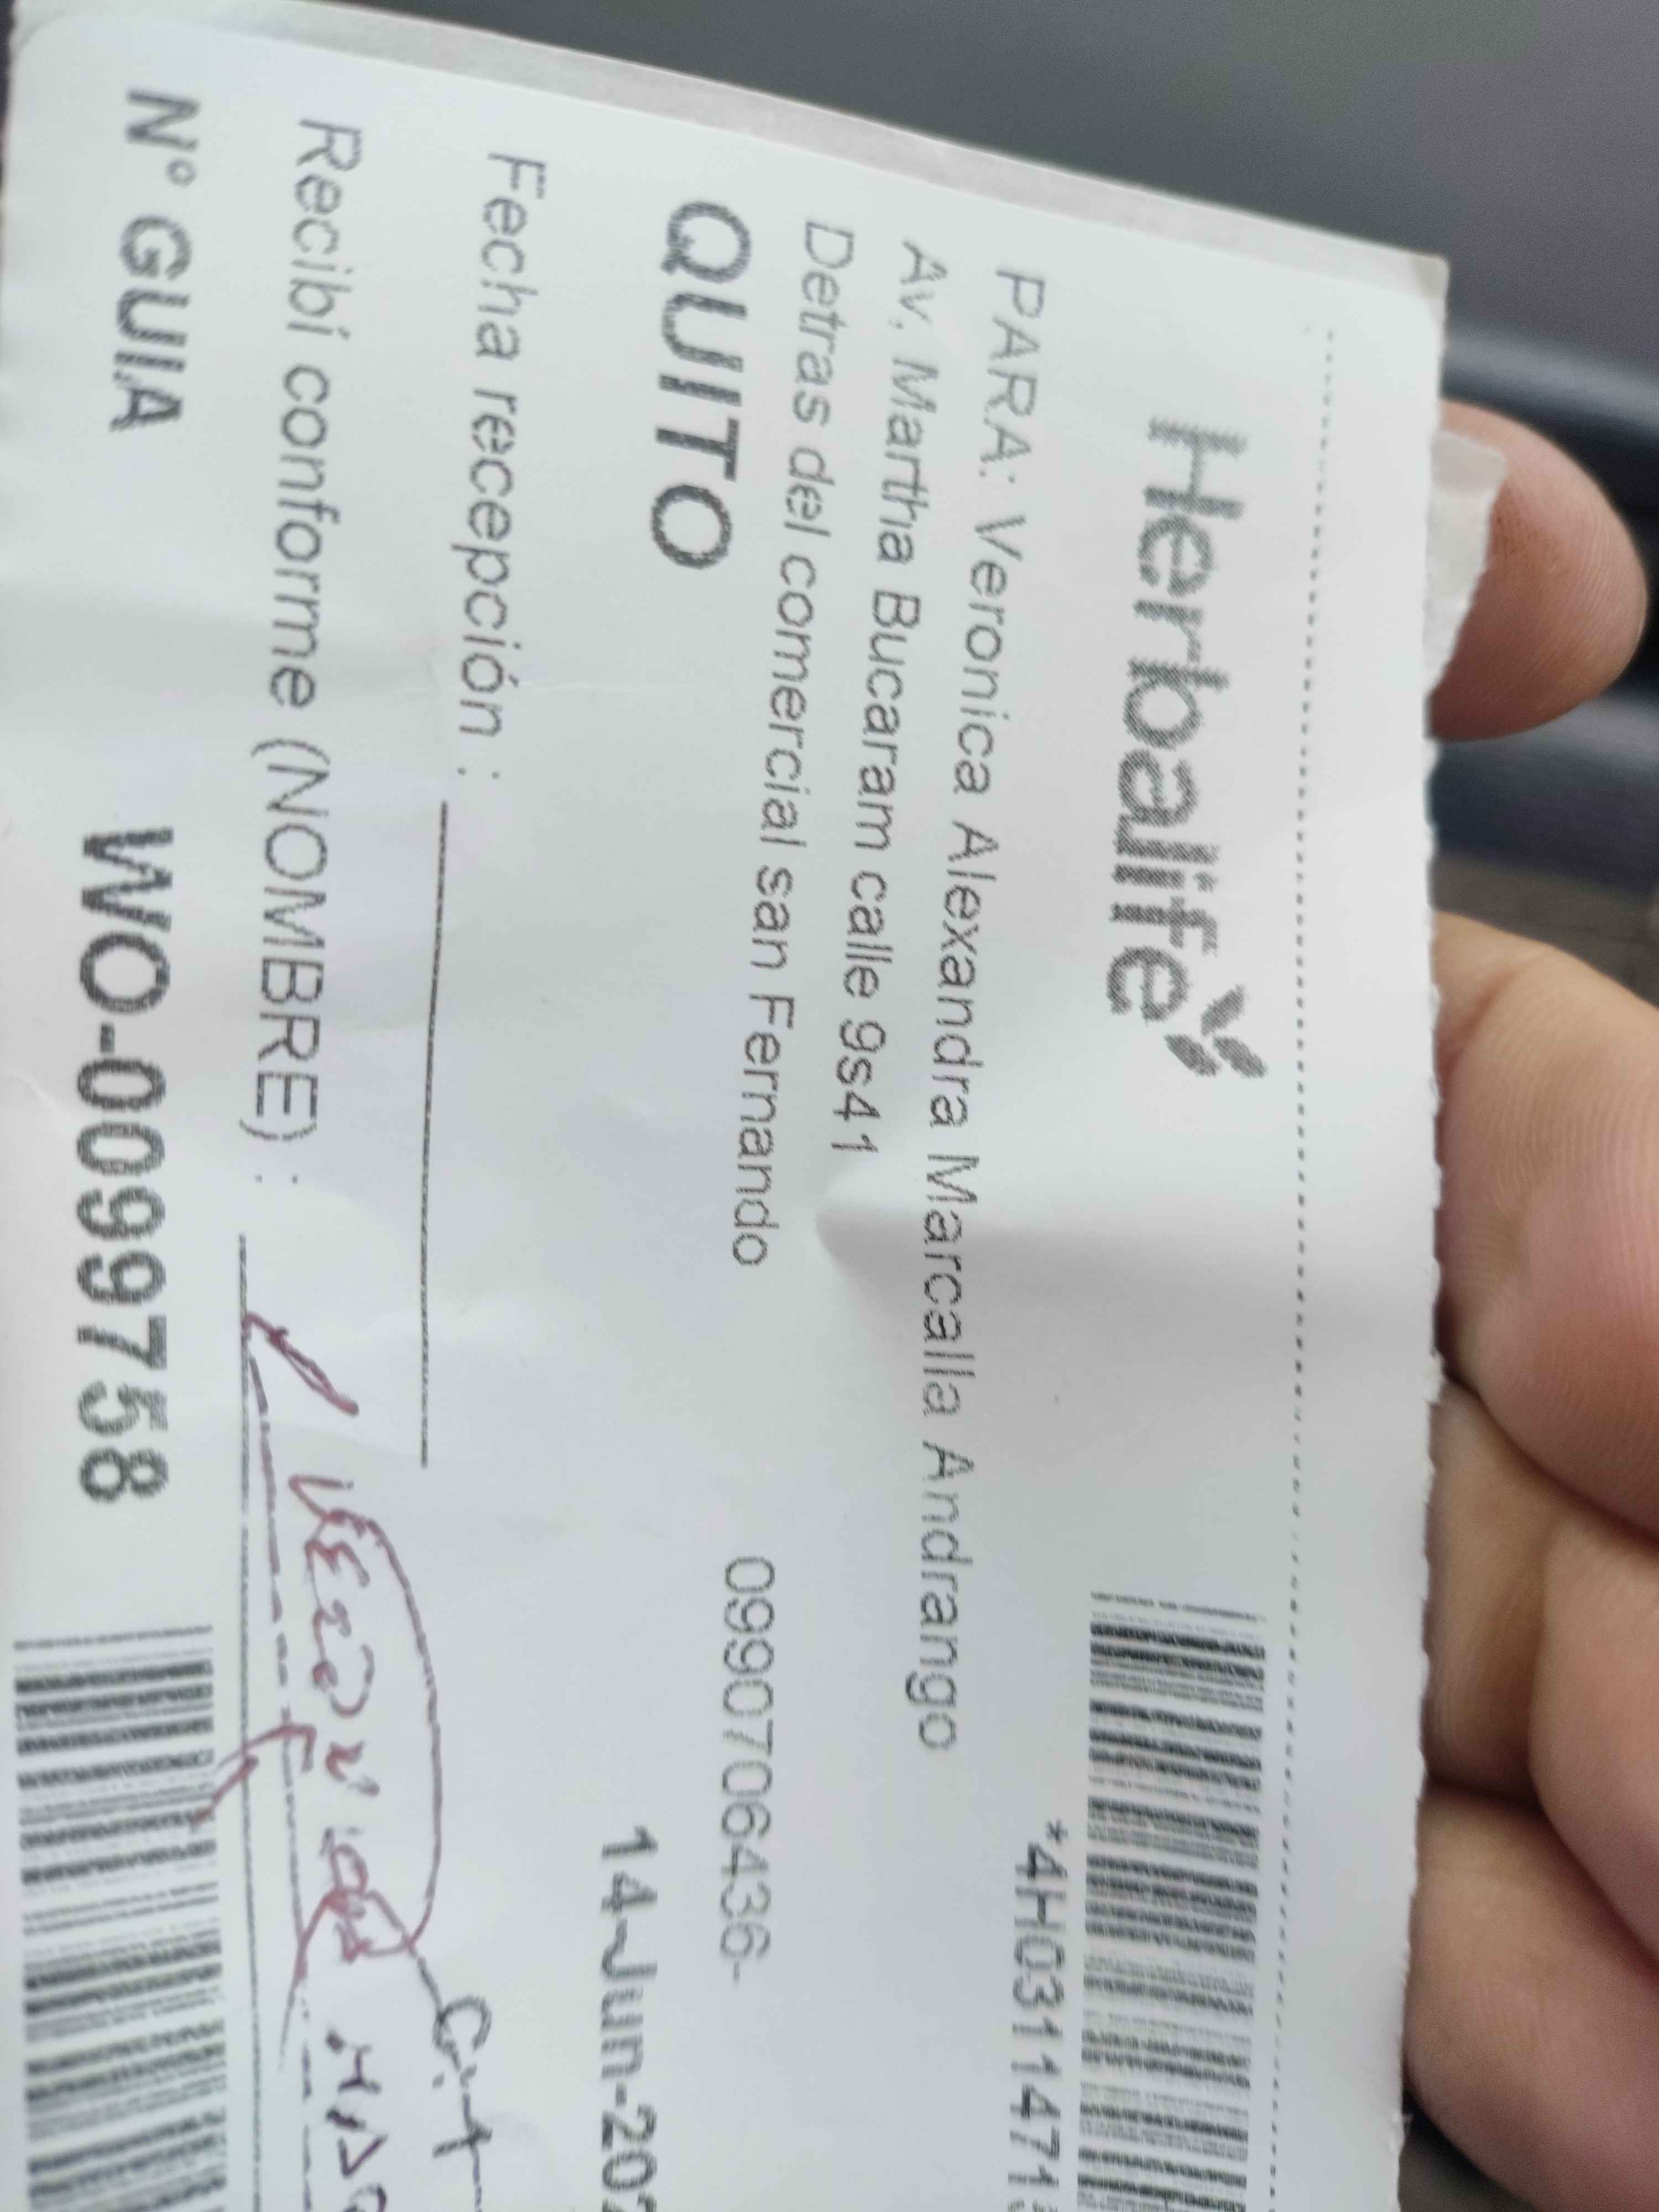 Herbalife
*4H0311471
PARA: Veronica Alexandra Marcalla Andrango
Av, Martha Bucaram calle 9s41
Detras del comercial san Fernando 0990706436-
QUITO 14-Jun-202
Fecha recepción :
Recibí conforme (NOMBRE) :
N° GUIA WO-0099758